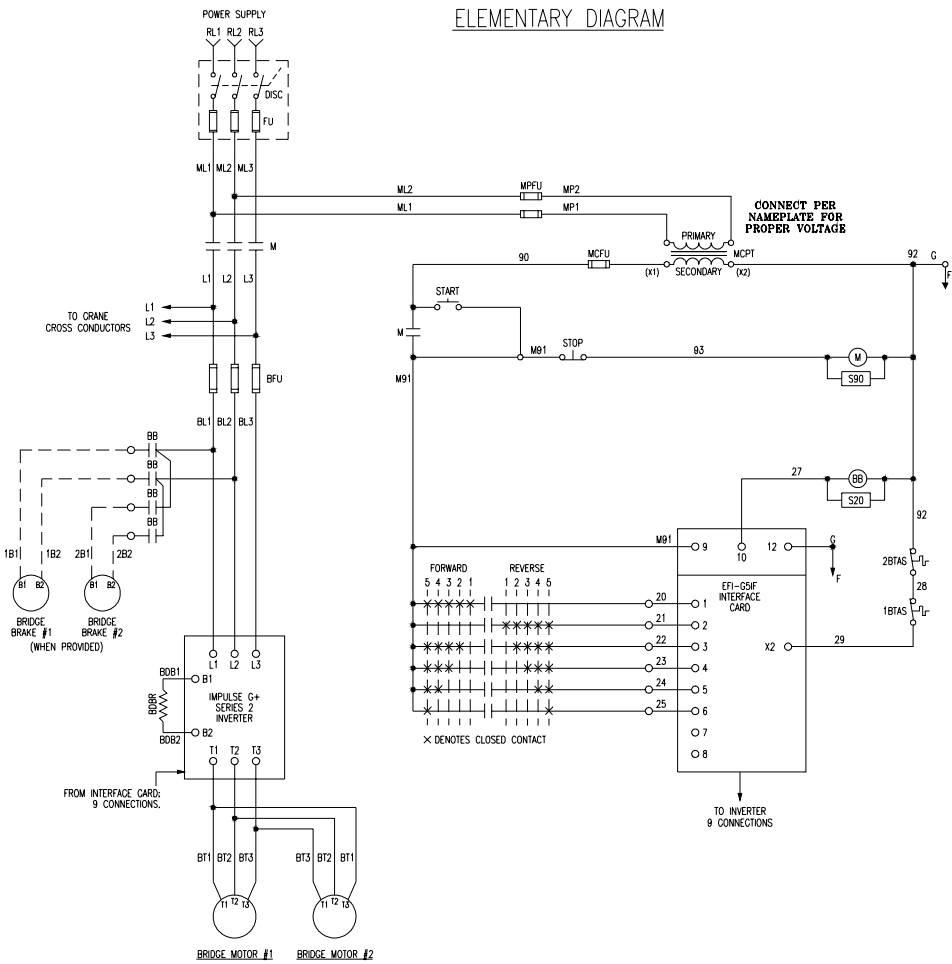 ELEMENTARY DIAGRAM
POWER SUPPLY
RL1 RL2 RL3
DISC
FU
ML1 ML2 ML3
ML2 MPFU MP2
ML1 MP1
CONNECT PER
NAMEPLATE FOR
PROPER VOLTAGE
PRIMARY
MCPT
M
90 MCFU (X1) SECONDARY (X2) 92 G
F
L1 L2 L3
START
L1
TO CRANE
CROSS CONDUCTORS
L2
L3
M
STOP
M91 93 M
M91
S90
BFU
BL1 BL2 BL3
BB
BB
BB
BB
27 BB
S20
92
1B1 1B2 2B1 2B2
M91 9 10 12 G
F
2BTAS
28
1BTAS
29
B1 B2 B1 B2
BRIDGE
BRAKE #1
BRIDGE
BRAKE #2
(WHEN PROVIDED)
FORWARD REVERSE
5 4 3 2 1 1 2 3 4 5
EFI-G5IF
INTERFACE
CARD
20 1
21 2
22 3
X2
23 4
24 5
25 6
7
8
× DENOTES CLOSED CONTACT
L1 L2 L3
BDB1 B1
IMPULSE G+
SERIES 2
INVERTER
BDBR
BDB2 B2
T1 T2 T3
FROM INTERFACE CARD;
9 CONNECTIONS.
TO INVERTER
9 CONNECTIONS
BT1 BT2 BT3 BT3 BT2 BT1
T1 T2 T3 T1 T2 T3
BRIDGE MOTOR #1 BRIDGE MOTOR #2